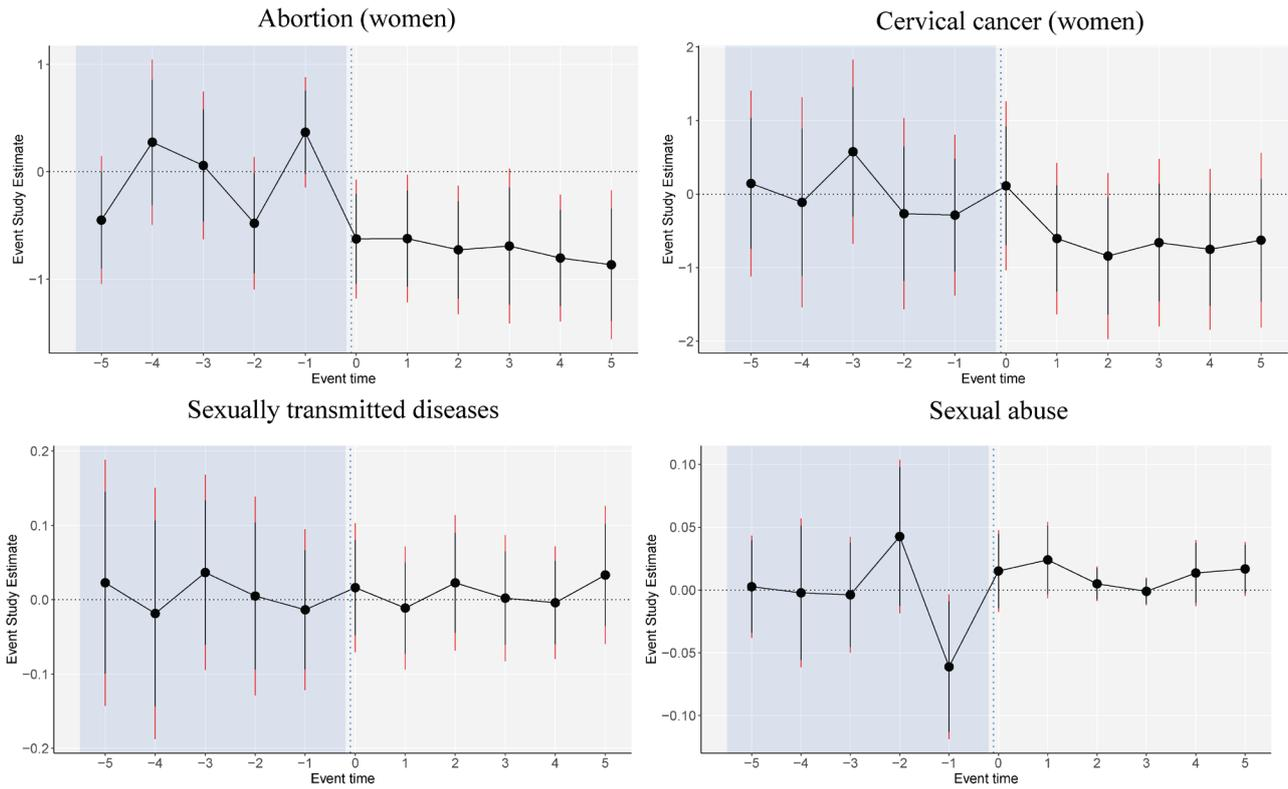 Abortion (women)
Event Study Estimate
1
0
−1
−5 −4 −3 −2 −1 0 1 2 3 4 5
Event time
Cervical cancer (women)
Event Study Estimate
2
1
0
−1
−2
−5 −4 −3 −2 −1 0 1 2 3 4 5
Event time
Sexually transmitted diseases
Event Study Estimate
0.2
0.1
0.0
−0.1
−0.2
−5 −4 −3 −2 −1 0 1 2 3 4 5
Event time
Sexual abuse
Event Study Estimate
0.10
0.05
0.00
−0.05
−0.10
−5 −4 −3 −2 −1 0 1 2 3 4 5
Event time